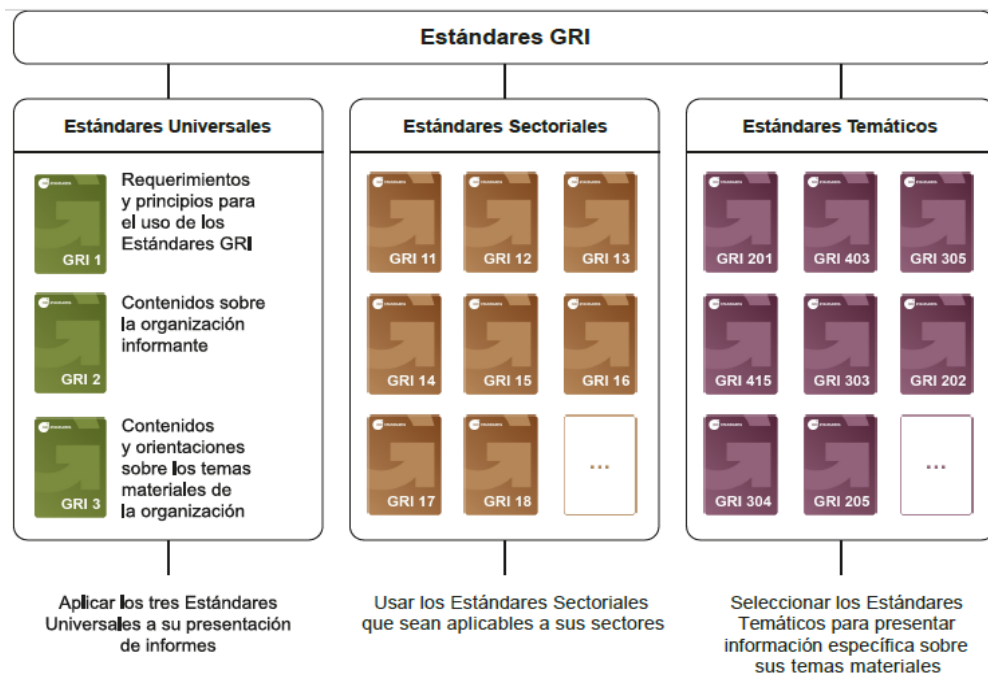 Estándares GRI
Estándares Universales
GRI 1
Requerimientos
y principios para
el uso de los
Estándares GRI
GRI 2
Contenidos sobre
la organización
informante
GRI 3
Contenidos
y orientaciones
sobre los temas
materiales de
la organización
Aplicar los tres Estándares
Universales a su presentación
de informes
Estándares Sectoriales
GRI 11
GRI 12
GRI 13
GRI 14
GRI 15
GRI 16
GRI 17
GRI 18
...
Usar los Estándares Sectoriales
que sean aplicables a sus sectores
Estándares Temáticos
GRI 201
GRI 403
GRI 305
GRI 415
GRI 303
GRI 202
GRI 304
GRI 205
...
Seleccionar los Estándares
Temáticos para presentar
información específica sobre
sus temas materiales